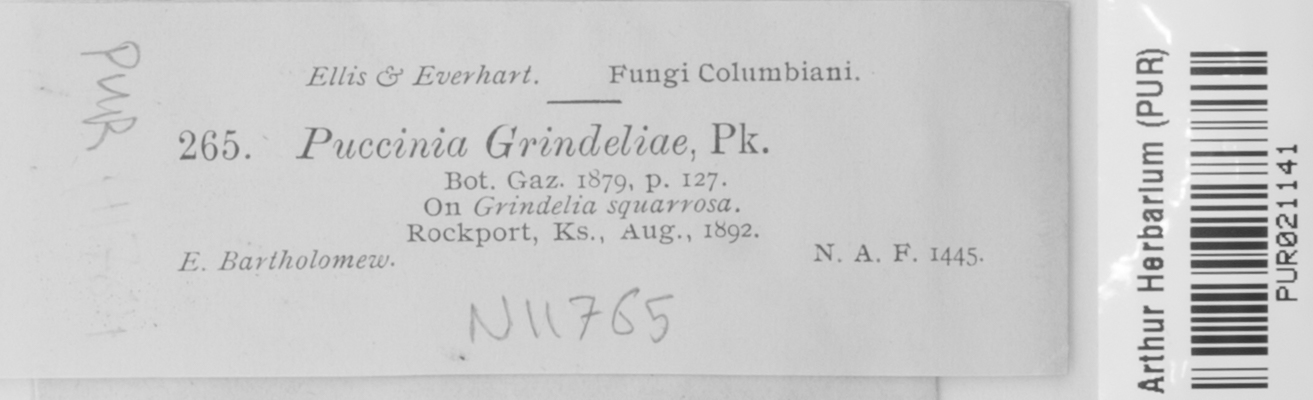 Ellis & Everhart. Fungi Columbiani.
265. Puccinia Grindeliae, Pk.
Bot. Gaz. 1879, p. 127.
On Grindelia squarrosa.
Rockport, Ks., Aug., 1892.
E. Bartholomew. N. A. F. 1445.
N11765
PUR
Arthur Herbarium (PUR)
PUR021141